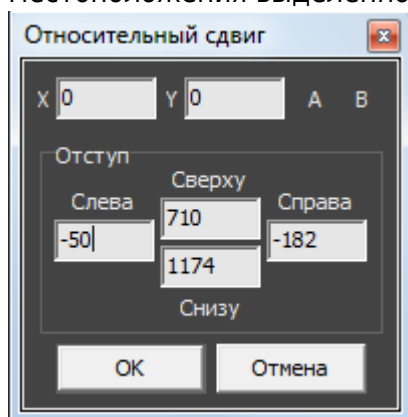 Относительный сдвиг
X 0 Y 0 A B
Отступ
Сверху
Слева 710 Справа
-50 1174 -182
Снизу
OK Отмена